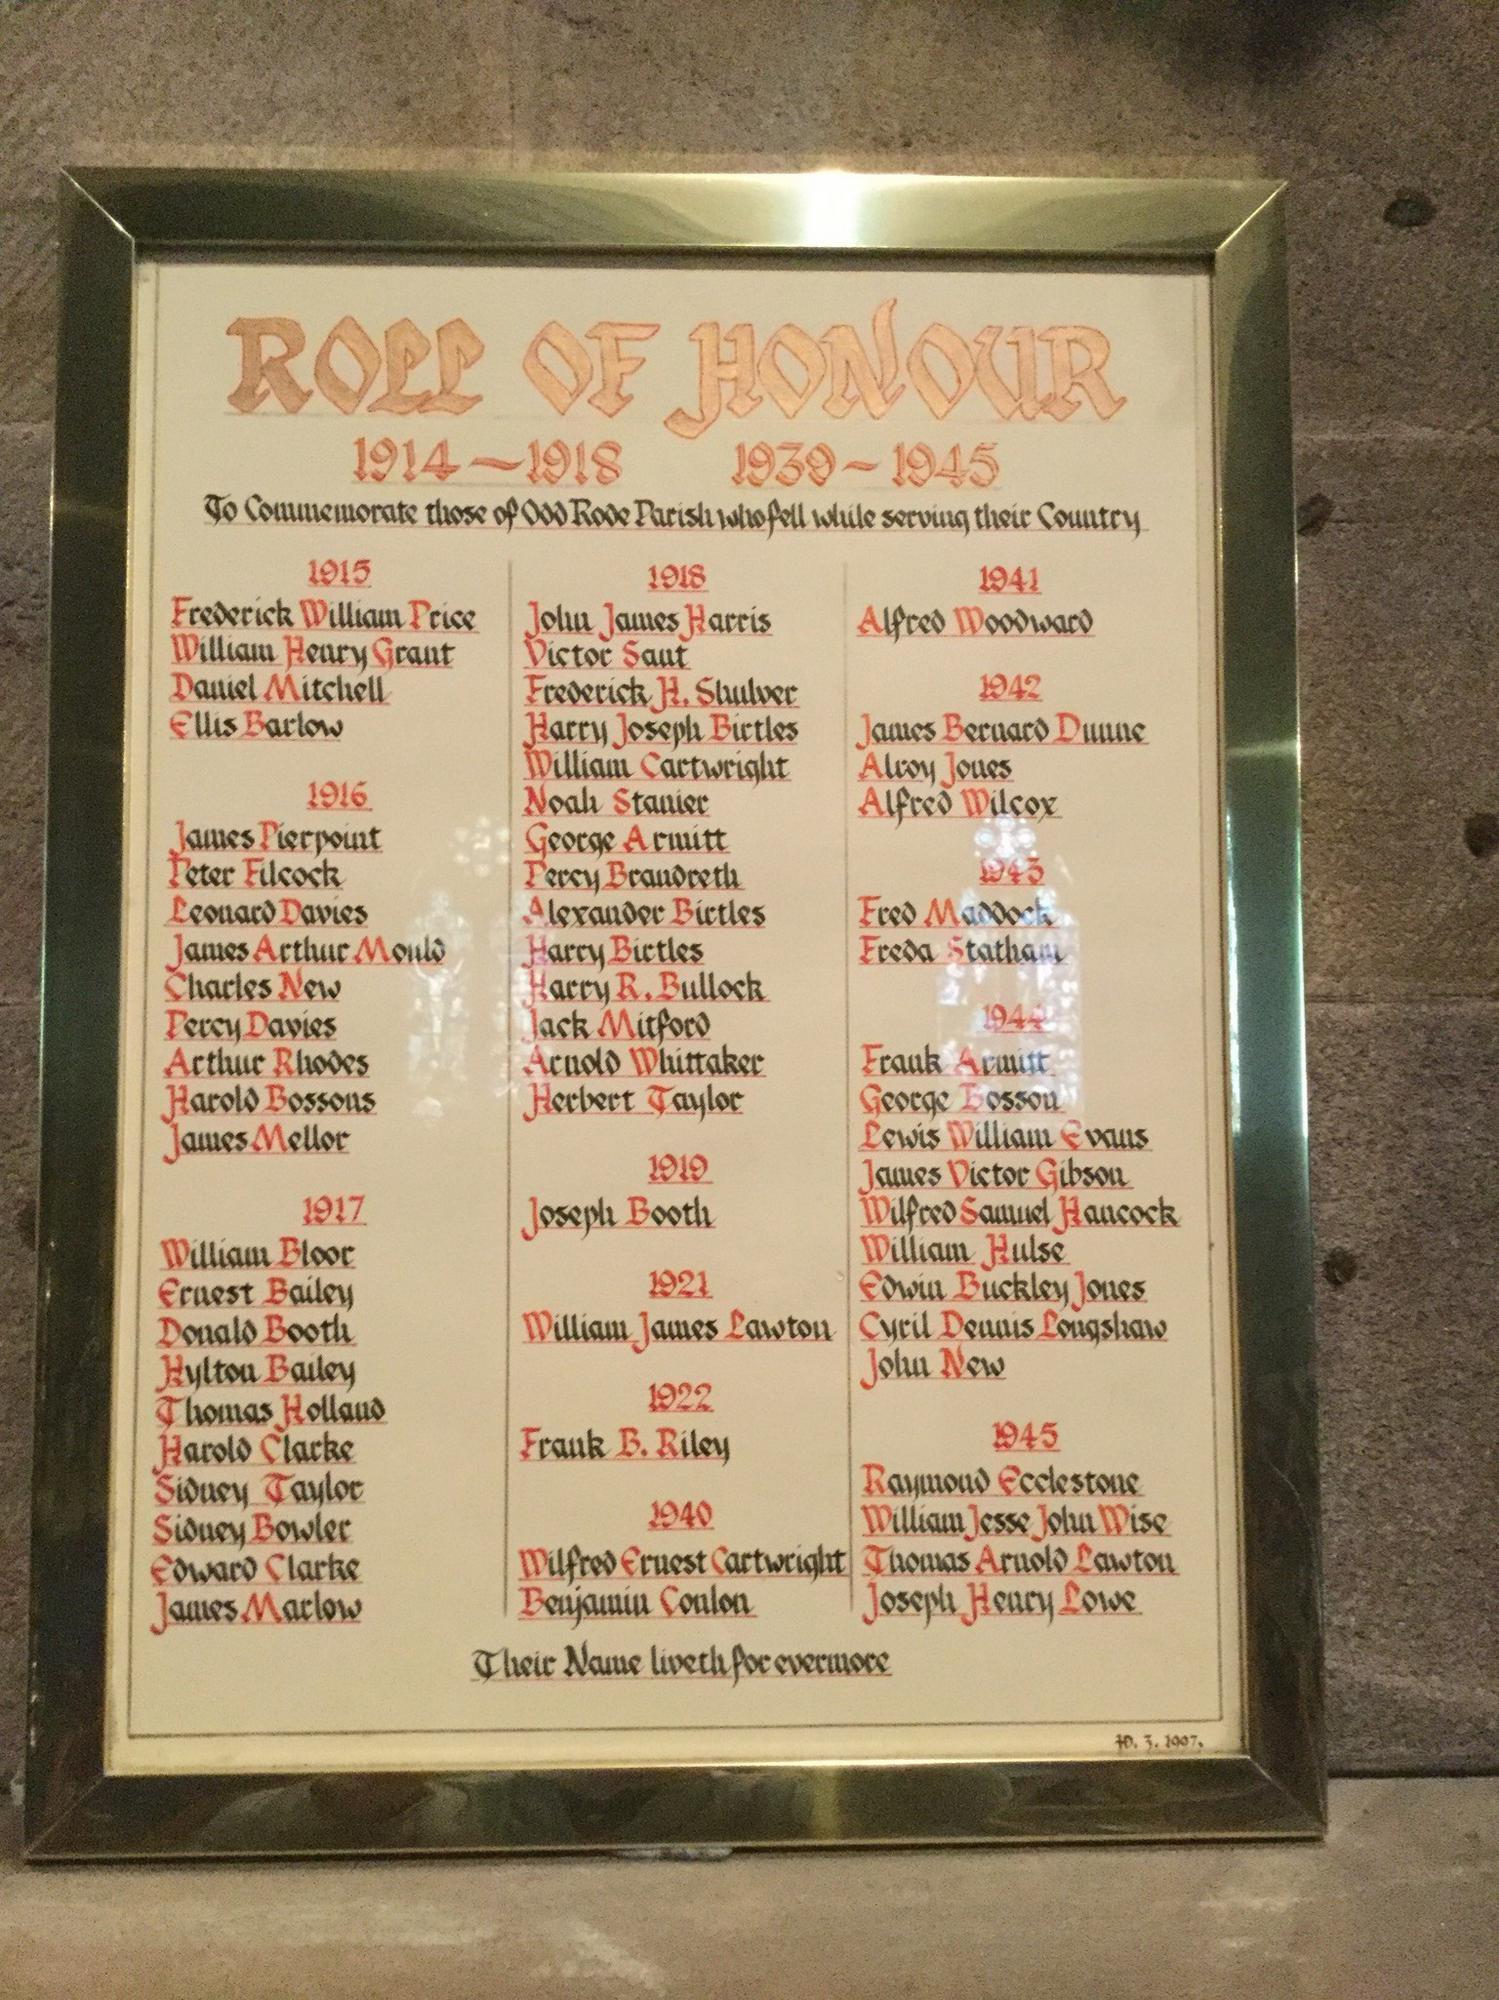 ROLL OF HONOUR
1914~1918 1939~1945
To Commemorate those of Odd Rode Parish who fell while serving their Country
1915
Frederick William Price
William Henry Grant
Daniel Mitchell
Ellis Barlow
1916
James Pierpoint
Peter Filcock
Leonard Davies
James Arthur Mould
Charles New
Percy Davies
Arthur Rhodes
Harold Bossons
James Mellor
1917
William Bloor
Ernest Bailey
Donald Booth
Hylton Bailey
Thomas Holland
Harold Clarke
Sidney Taylor
Sidney Bowler
Edward Clarke
James Marlow
1918
John James Harris
Victor Sant
Frederick H. Shulver
Harry Joseph Birtles
William Cartwright
Noah Stanier
George Armitt
Percy Brandreth
Alexander Birtles
Harry Birtles
Harry R. Bullock
Jack Mitford
Arnold Whittaker
Herbert Taylor
1919
Joseph Booth
1921
William James Lawton
1922
Frank B. Riley
1940
Wilfred Ernest Cartwright
Benjamin Conlon
1941
Alfred Woodward
1942
James Bernard Dunne
Alroy Jones
Alfred Wilcox
1943
Fred Maddock
Freda Statham
1944
Frank Armitt
George Bosson
Lewis William Evans
James Victor Gibson
Wilfred Samuel Hancock
William Hulse
Edwin Buckley Jones
Cyril Dennis Longshaw
John New
1945
Raymond Ecclestone
William Jesse John Wise
Thomas Arnold Lawton
Joseph Henry Lowe
Their Name liveth for evermore
3. 1997.